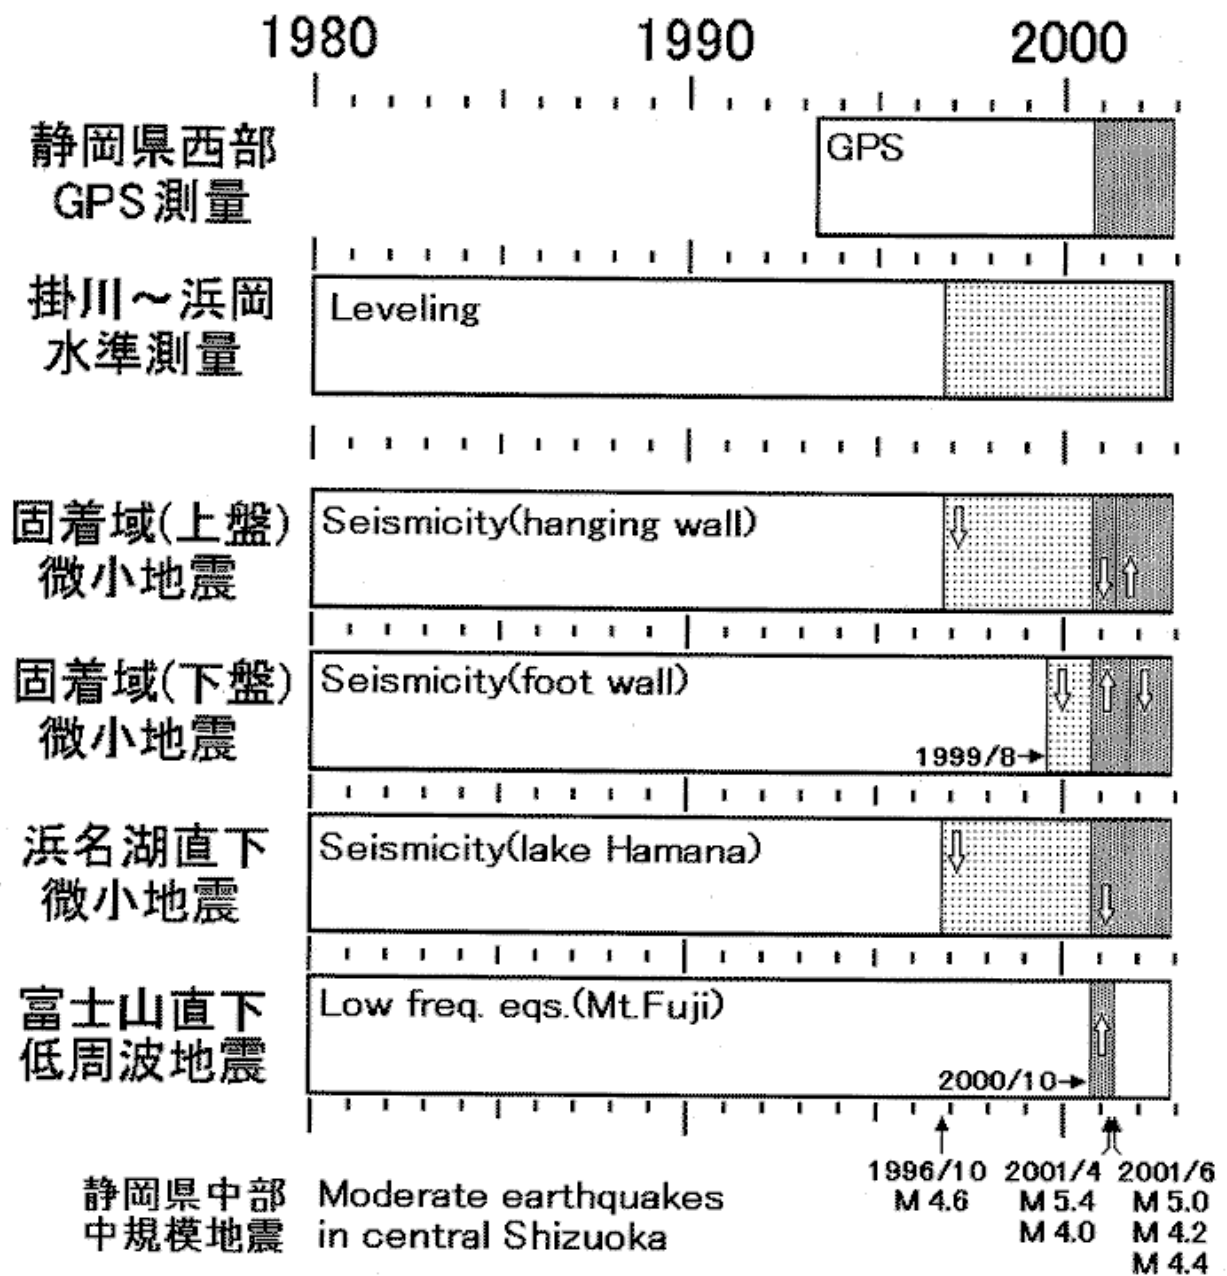 1980 1990 2000
静岡県西部
GPS測量
GPS
掛川～浜岡
水準測量
Leveling
固着域(上盤)
微小地震
Seismicity(hanging wall)
固着域(下盤)
微小地震
Seismicity(foot wall)
1999/8
浜名湖直下
微小地震
Seismicity(lake Hamana)
富士山直下
低周波地震
Low freq. eqs.(Mt.Fuji)
2000/10
静岡県中部
中規模地震
Moderate earthquakes
in central Shizuoka
1996/10
M 4.6
2001/4
M 5.4
M 4.0
2001/6
M 5.0
M 4.2
M 4.4